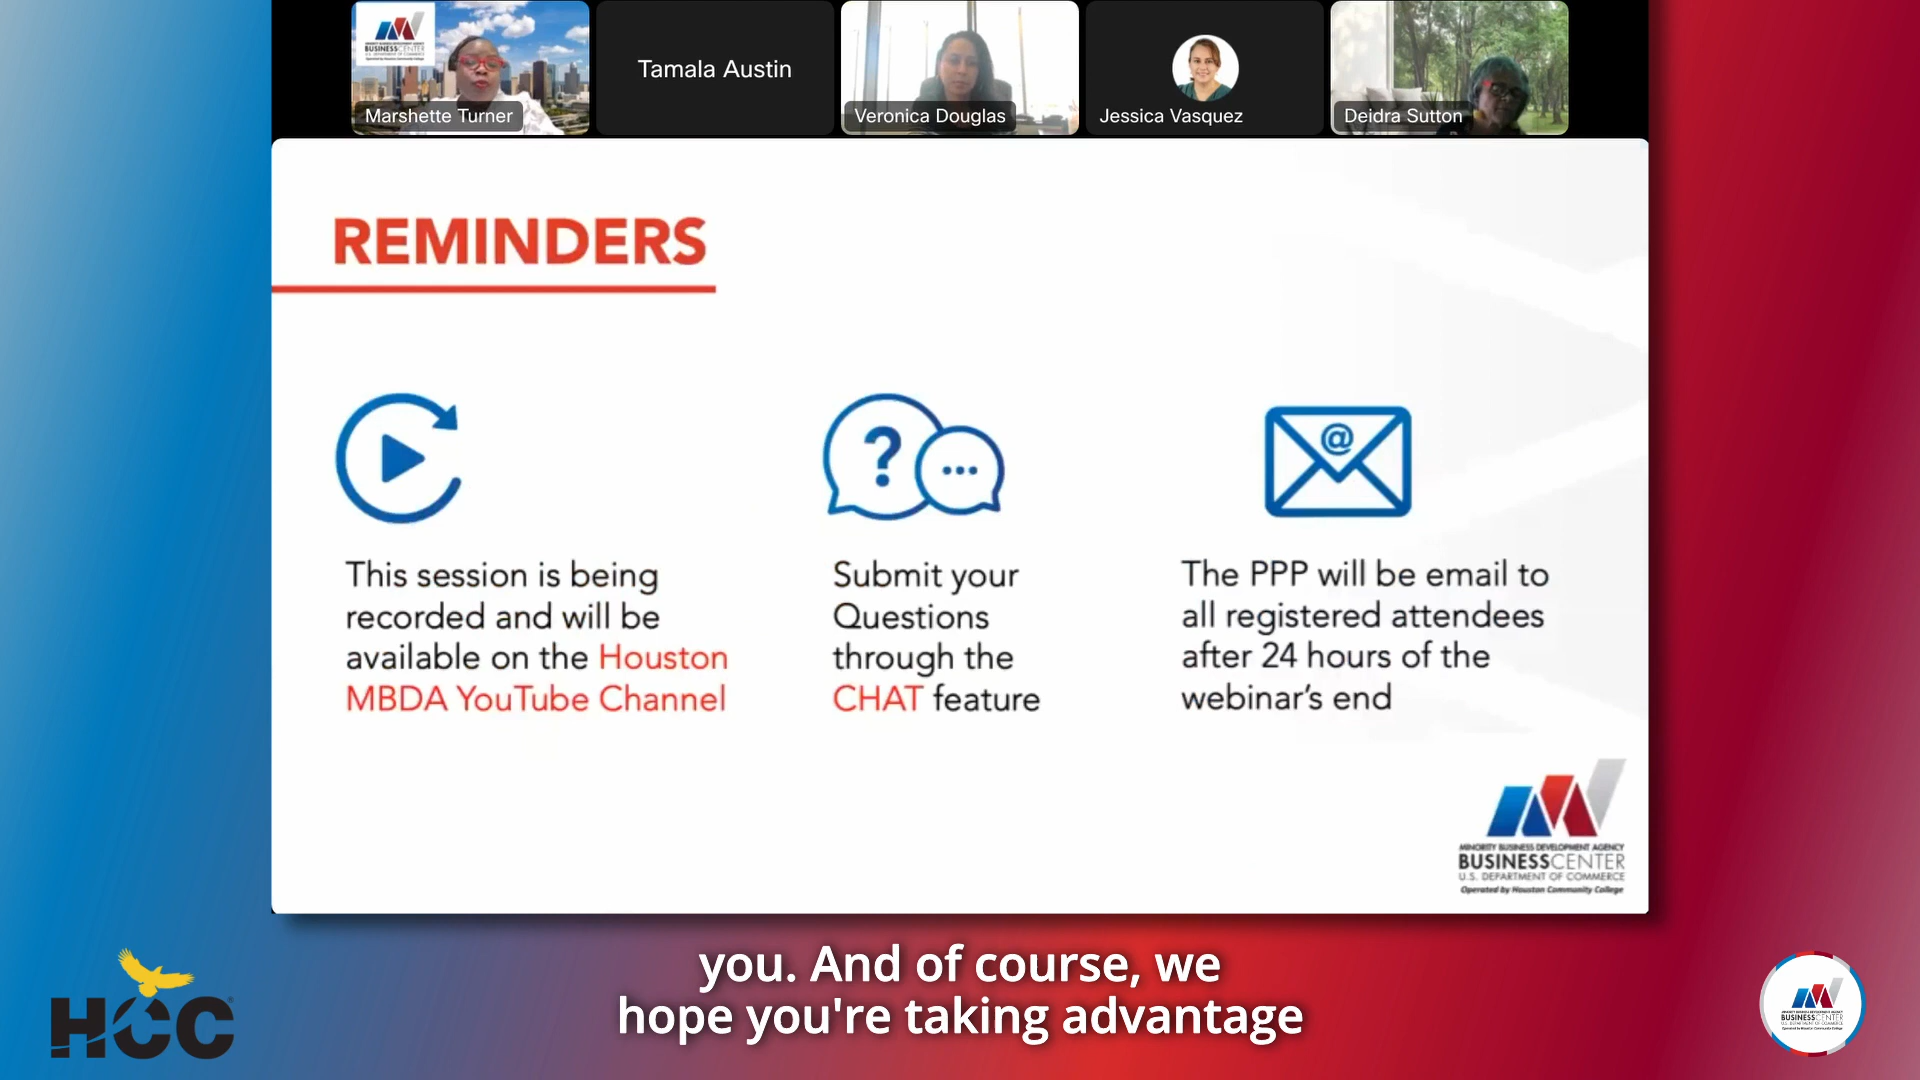 BUSINESSCENTER
Marshette Turner
Tamala Austin
Veronica Douglas
Jessica Vasquez
Deidra Sutton
REMINDERS
This session is being
recorded and will be
available on the Houston
MBDA YouTube Channel
?
...
Submit your
Questions
through the
CHAT feature
@
The PPP will be email to
all registered attendees
after 24 hours of the
webinar's end
MINORITY BUSINESS DEVELOPMENT AGENCY
BUSINESSCENTER
U.S. DEPARTMENT OF COMMERCE
Operated by Houston Community College
you. And of course, we
hope you're taking advantage
HCC
BUSINESSCENTER